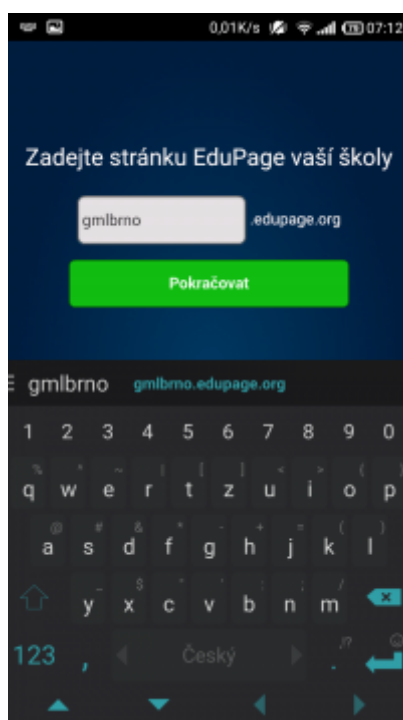 0,01K/s 75 07:12
Zadejte stránku EduPage vaší školy
gmlbrno .edupage.org
Pokračovat
gmlbrno gmlbrno.edupage.org
1 2 3 4 5 6 7 8 9 0
q w e r t z u i o p
a s d f g h j k l
y x c v b n m
123 , Český . ,!?